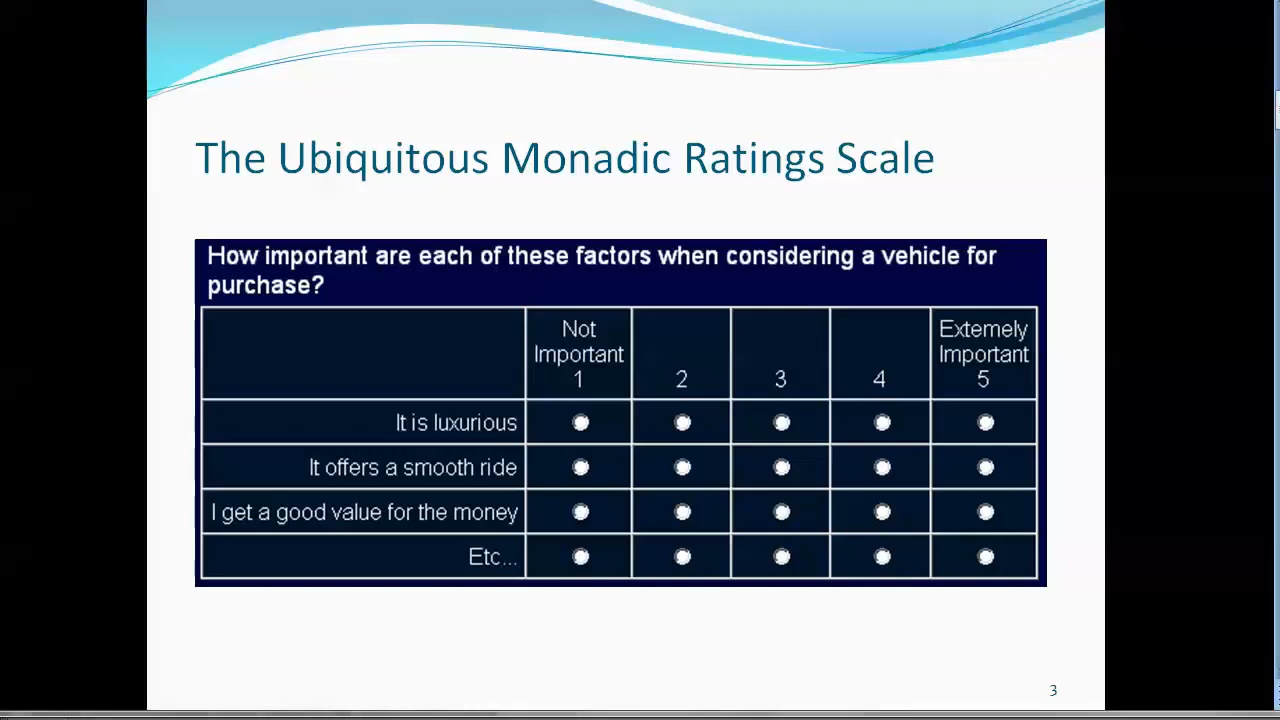 The Ubiquitous Monadic Ratings Scale
How important are each of these factors when considering a vehicle for
purchase?
Not
Important
1
2
3
4
Extemely
Important
5
It is luxurious
It offers a smooth ride
I get a good value for the money
Etc...
3